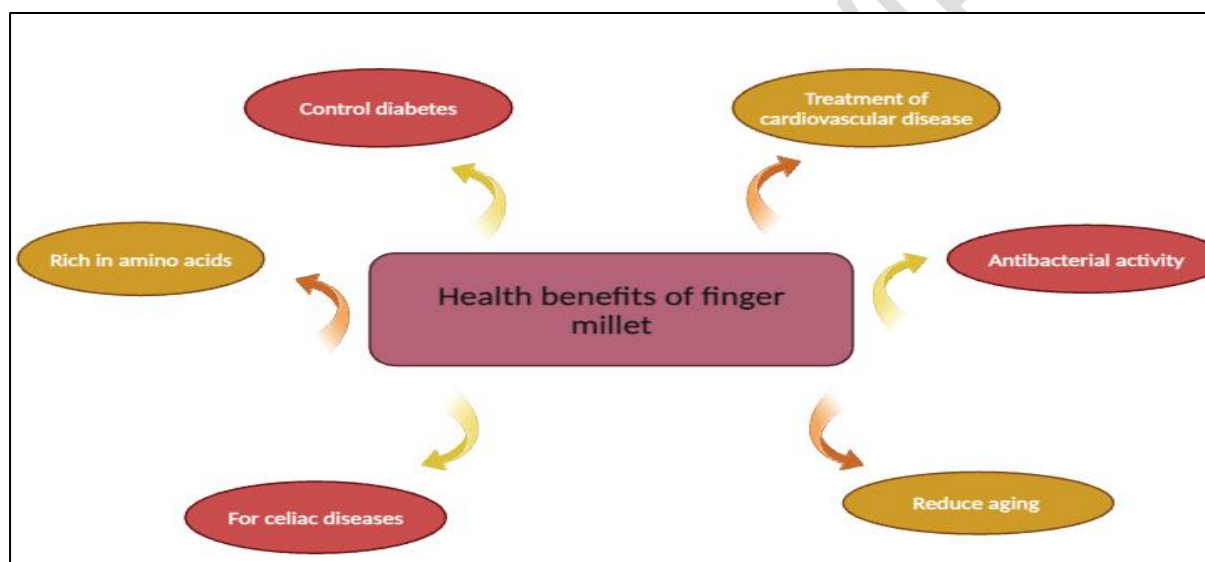 Control diabetes
Treatment of
cardiovascular disease
Rich in amino acids
Antibacterial activity
Health benefits of finger
millet
For celiac diseases
Reduce aging